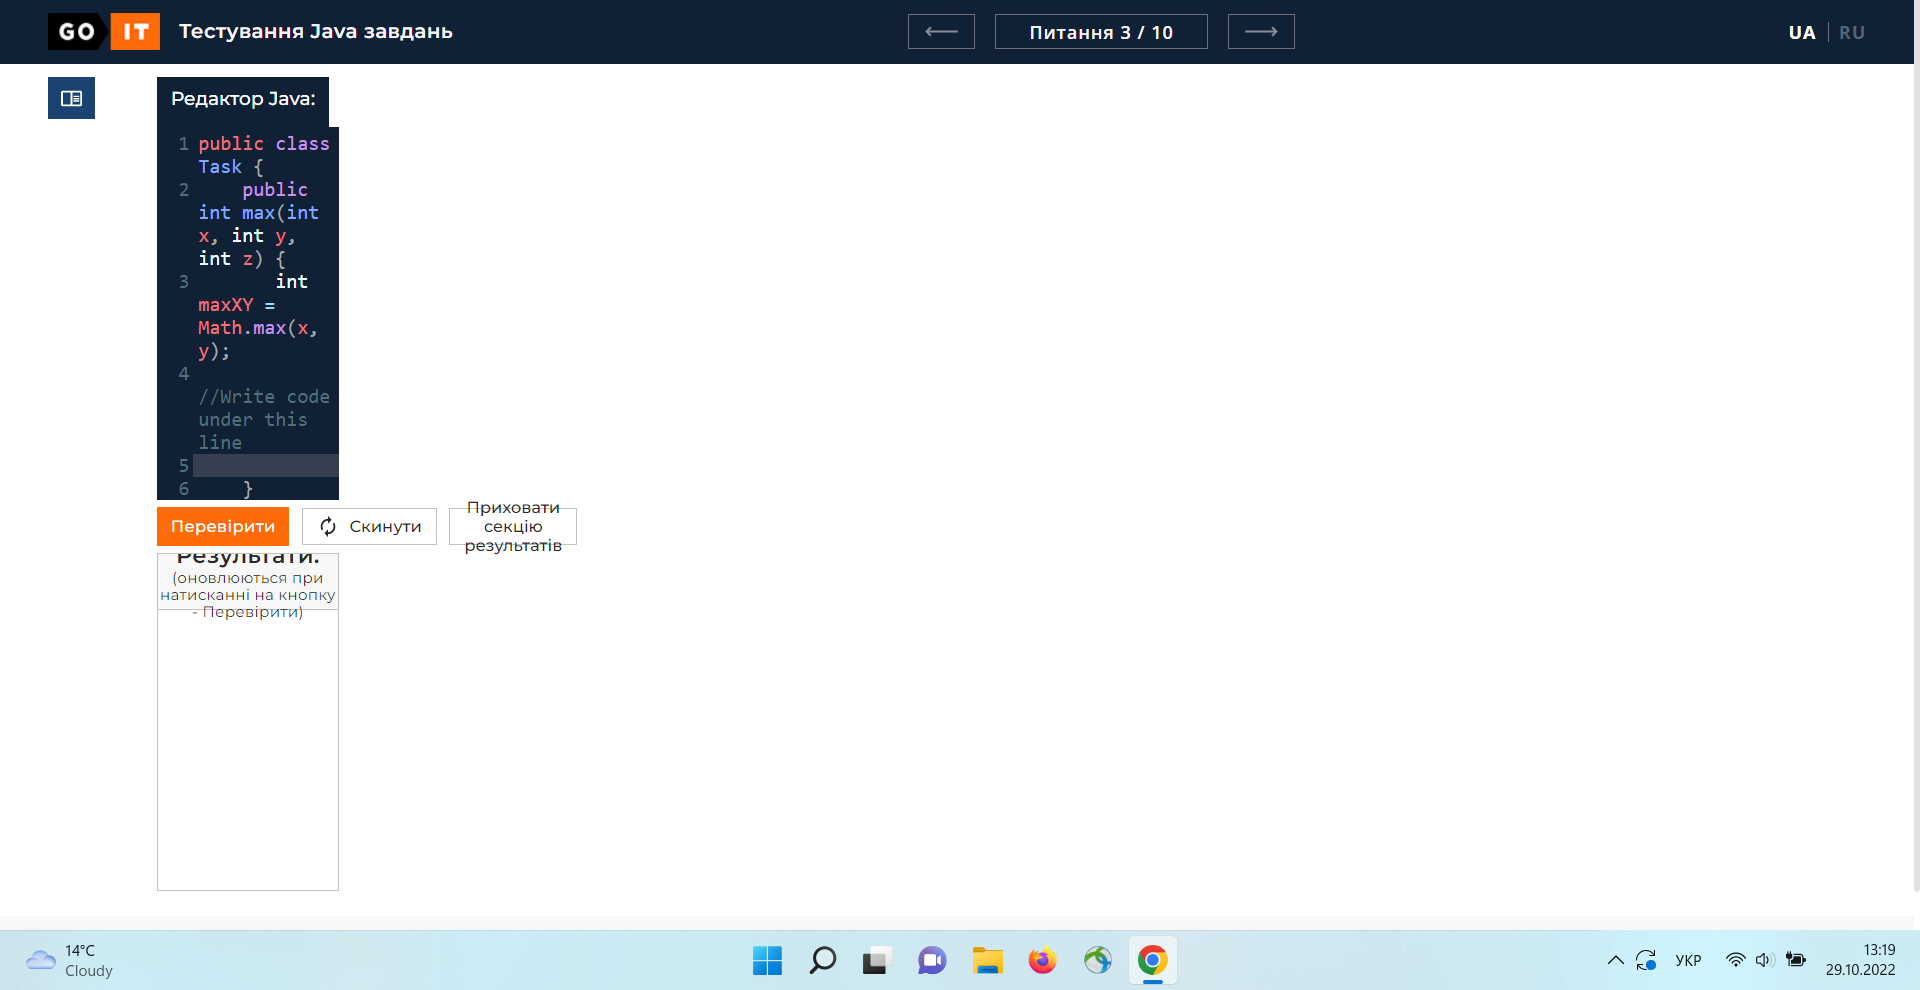 GO IT Тестування Java завдань
Питання 3 / 10
UA RU
Редактор Java:
1 public class
Task {
2 public
int max(int
x, int y,
int z) {
3 int
maxXY =
Math.max(x,
y);
4
//Write code
under this
line
5
6 }
Перевірити
Скинути
Приховати
секцію
результатів
Результати:
(оновлюються при
натисканні на кнопку
- Перевірити)
14°C
Cloudy
УКР
13:19
29.10.2022